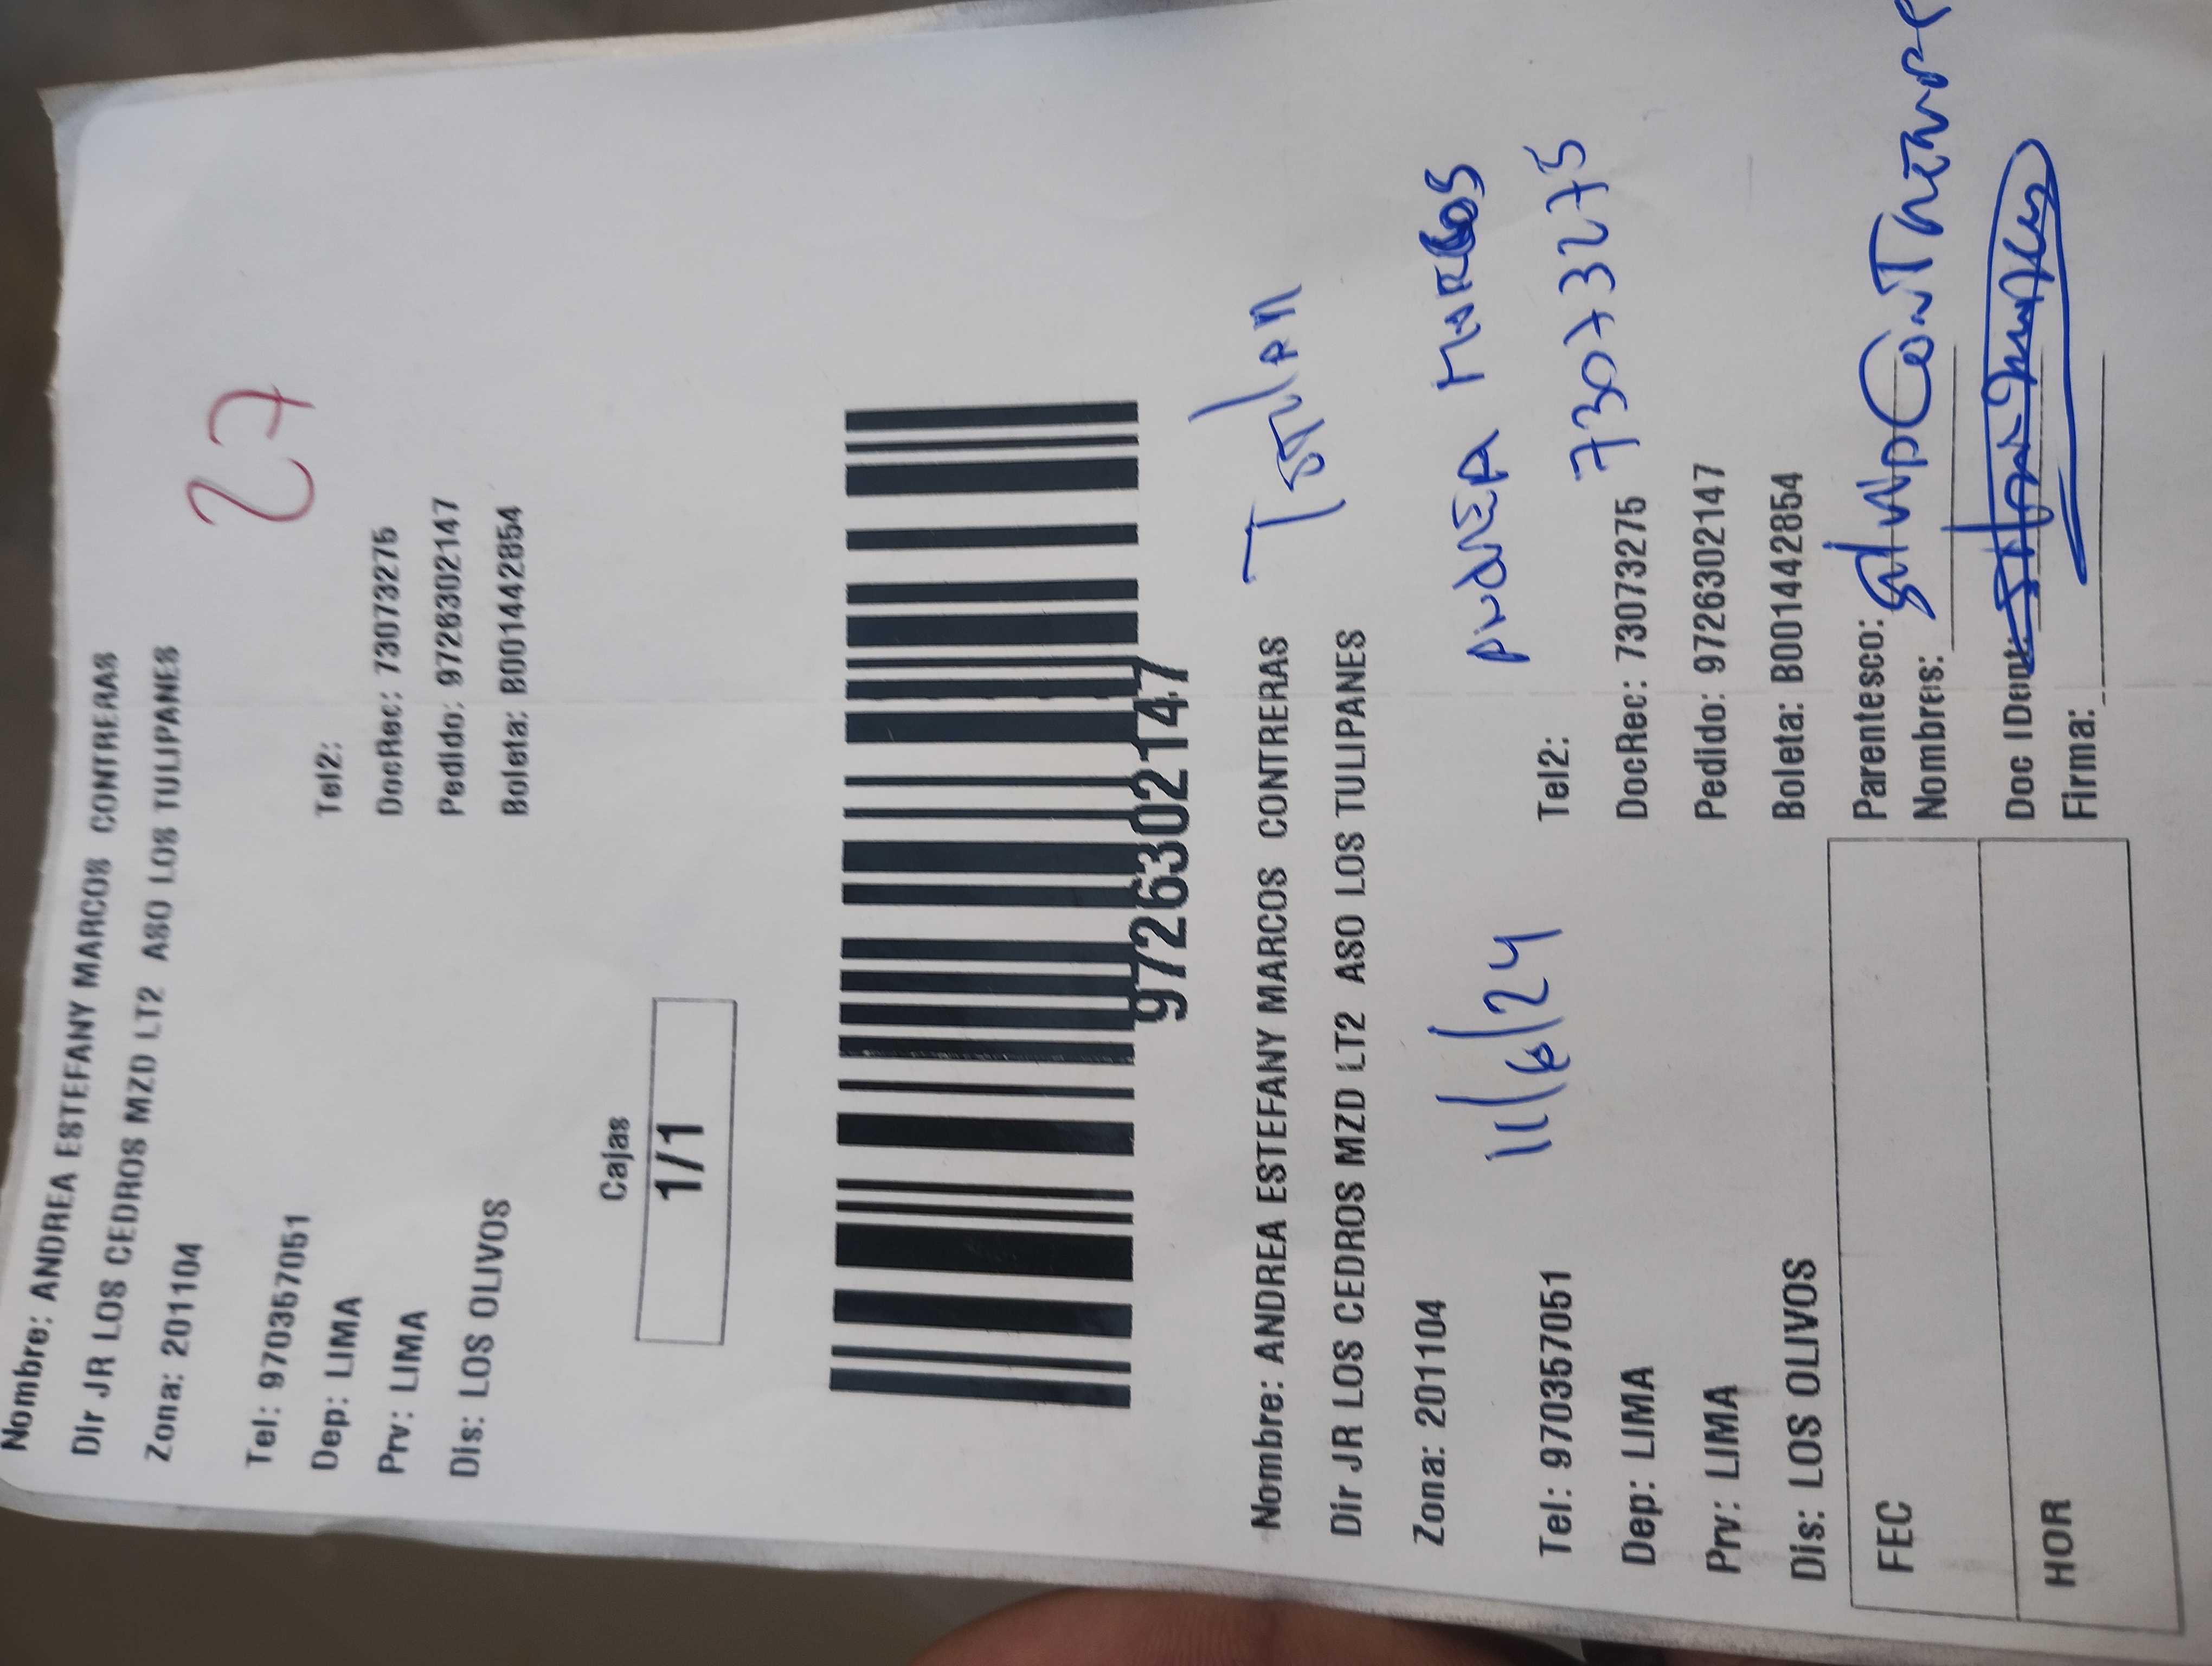 Nombre: ANDREA ESTEFANY MARCOS CONTRERAS
Dir JR LOS CEDROS MZD LT2 ASO LOS TULIPANES
Zona: 201104
27
Tel: 970357051 Tel2:
Dep: LIMA DocRec: 73073275
Prv: LIMA Pedido: 9726302147
Dis: LOS OLIVOS Boleta: B001442854
Cajas
1/1
9726302147
Nombre: ANDREA ESTEFANY MARCOS CONTRERAS
Dir JR LOS CEDROS MZD LT2 ASO LOS TULIPANES
Zona: 201104
11/6/24
ANDREA MARCOS
73073275
Tel: 970357051 Tel2:
Dep: LIMA DocRec: 73073275
Prv: LIMA Pedido: 9726302147
Dis: LOS OLIVOS Boleta: B001442854
FEC
Parentesco:
Nombres:
HOR
Doc IDent:
Firma: